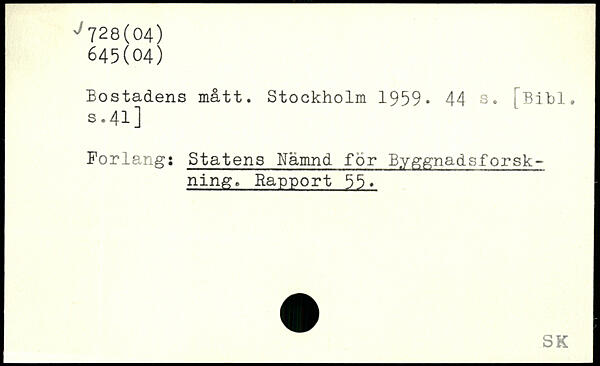 728(04)
645(04)
Bostadens mått. Stockholm 1959. 44 s. [Bibl.
s.41]
Forlang: Statens Nämnd för Byggnadsforsk-
ning. Rapport 55.
SK